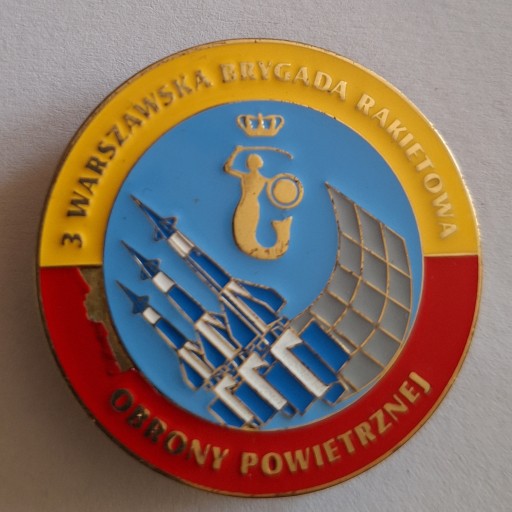 3 WARSZAWSKA BRYGADA RAKIETOWA
OBRONY POWIETRZNEJ